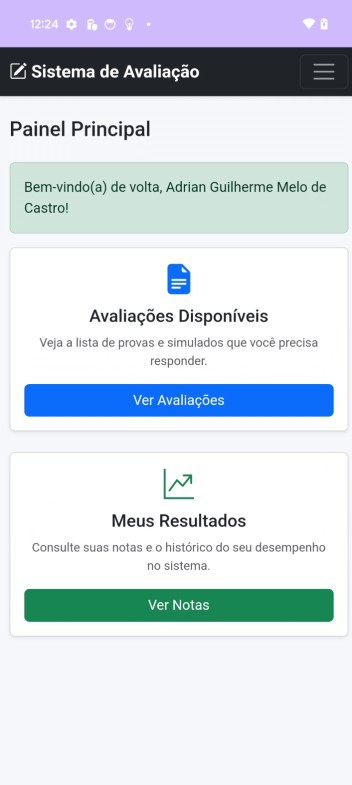 12:24
Sistema de Avaliação
Painel Principal
Bem-vindo(a) de volta, Adrian Guilherme Melo de
Castro!
Avaliações Disponíveis
Veja a lista de provas e simulados que você precisa
responder.
Ver Avaliações
Meus Resultados
Consulte suas notas e o histórico do seu desempenho
no sistema.
Ver Notas